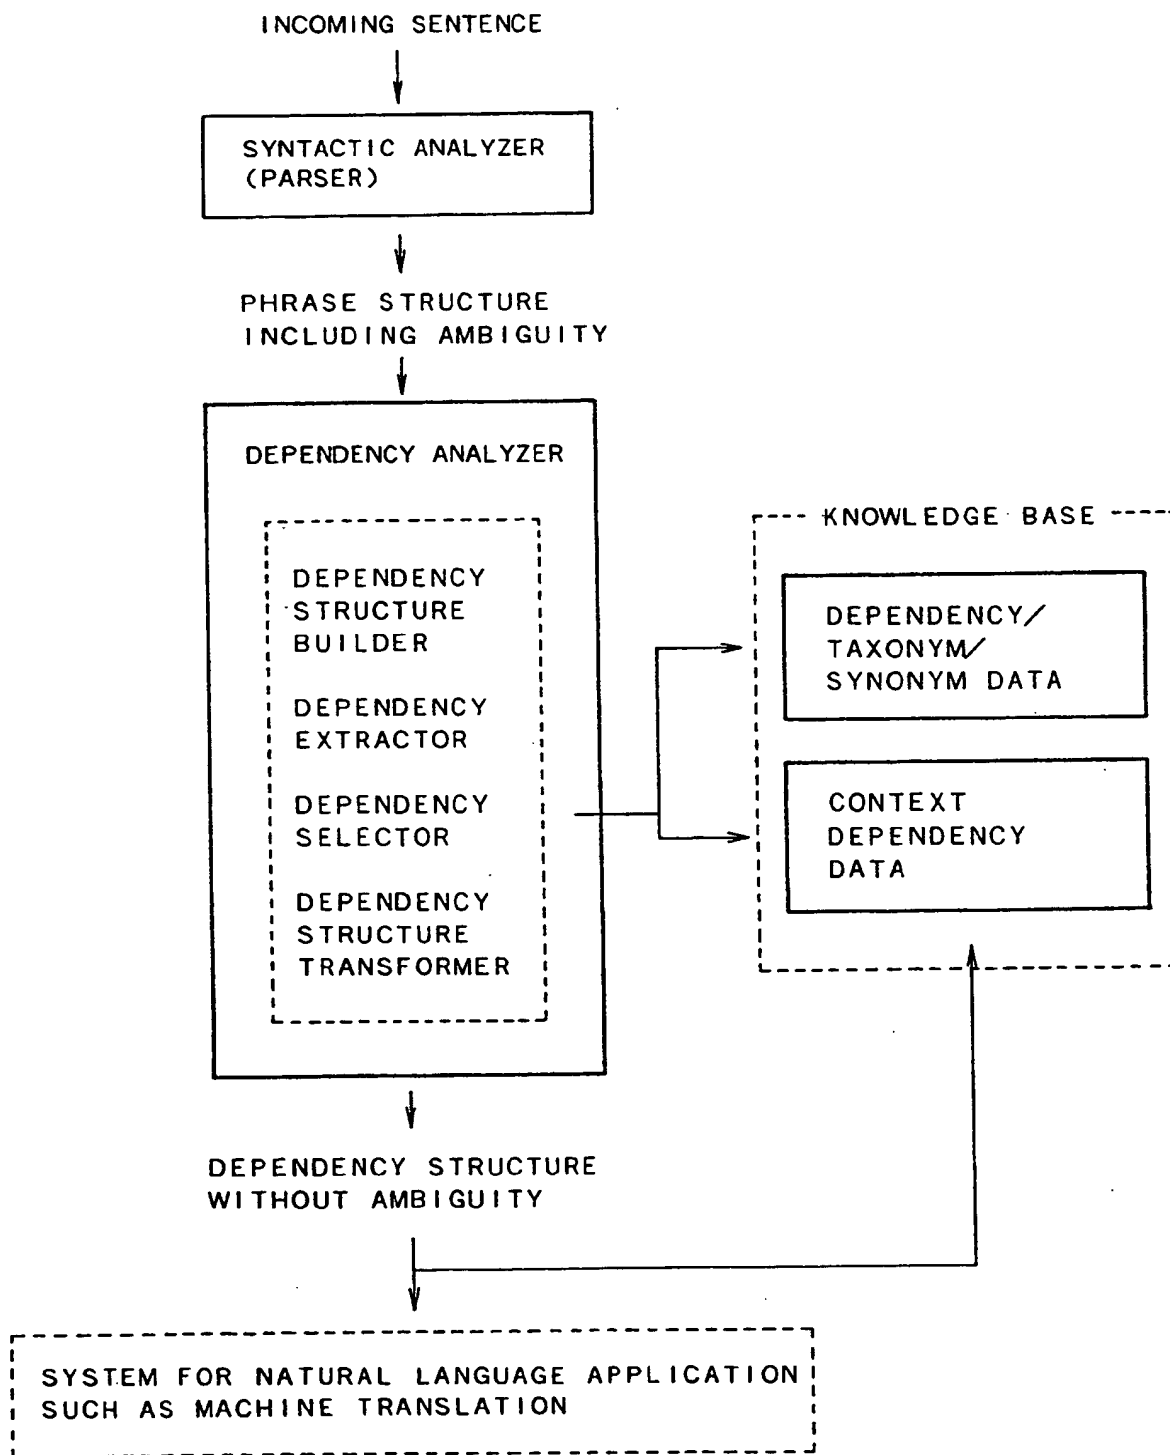 INCOMING SENTENCE
SYNTACTIC ANALYZER
(PARSER)
PHRASE STRUCTURE
INCLUDING AMBIGUITY
DEPENDENCY ANALYZER
DEPENDENCY
STRUCTURE
BUILDER
DEPENDENCY
EXTRACTOR
DEPENDENCY
SELECTOR
DEPENDENCY
STRUCTURE
TRANSFORMER
KNOWLEDGE BASE
DEPENDENCY/
TAXONYM/
SYNONYM DATA
CONTEXT
DEPENDENCY
DATA
DEPENDENCY STRUCTURE
WITHOUT AMBIGUITY
SYSTEM FOR NATURAL LANGUAGE APPLICATION
SUCH AS MACHINE TRANSLATION